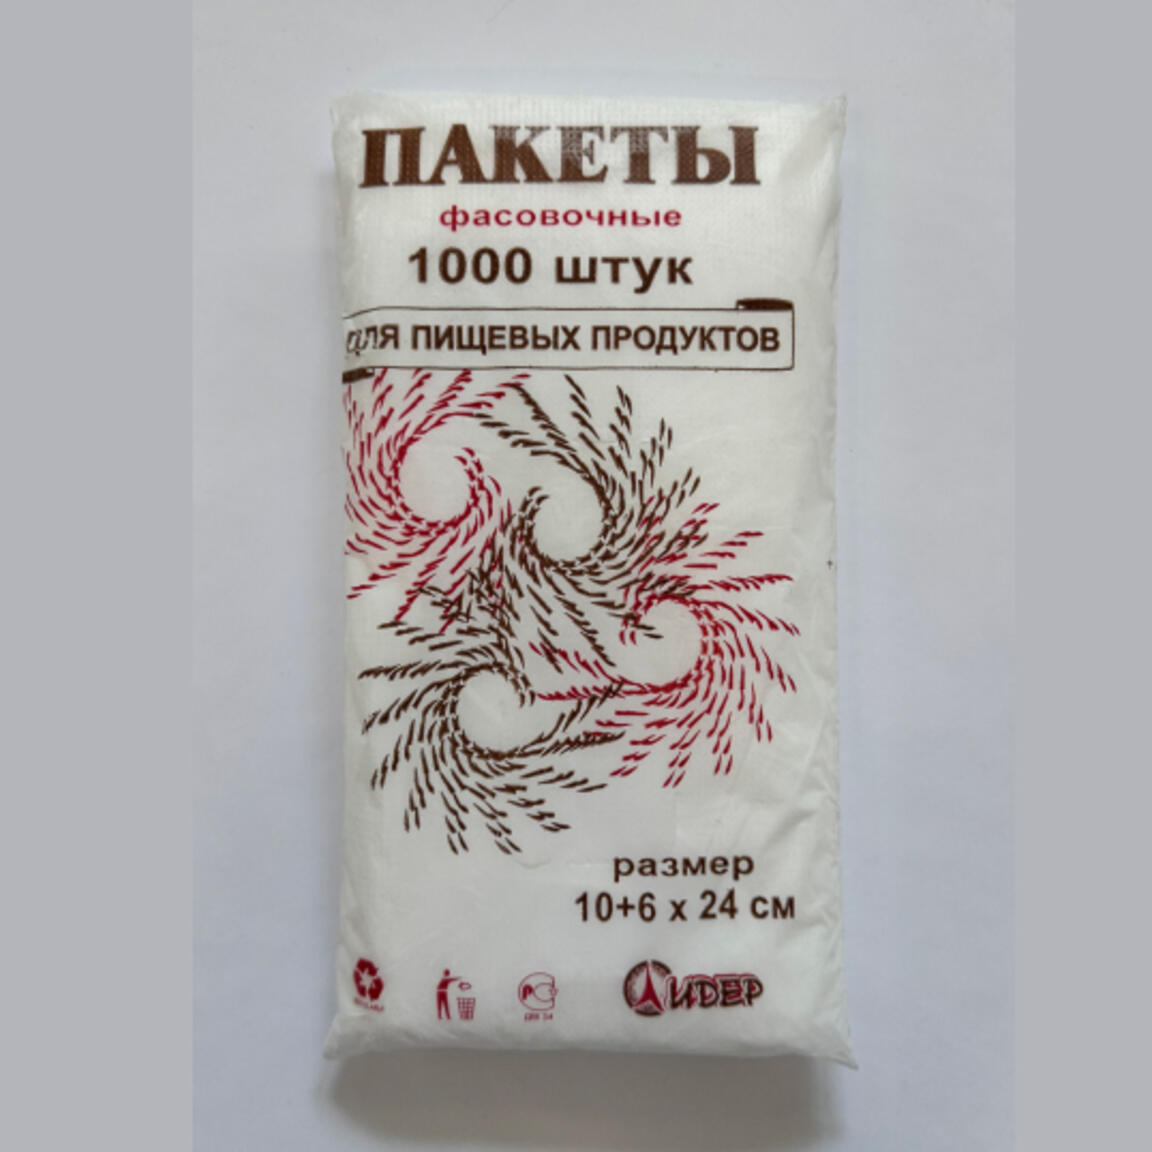 ПАКЕТЫ
фасовочные
1000 штук
для ПИЩЕВЫХ ПРОДУКТОВ
размер
10+6 x 24 см
ЛИДЕР